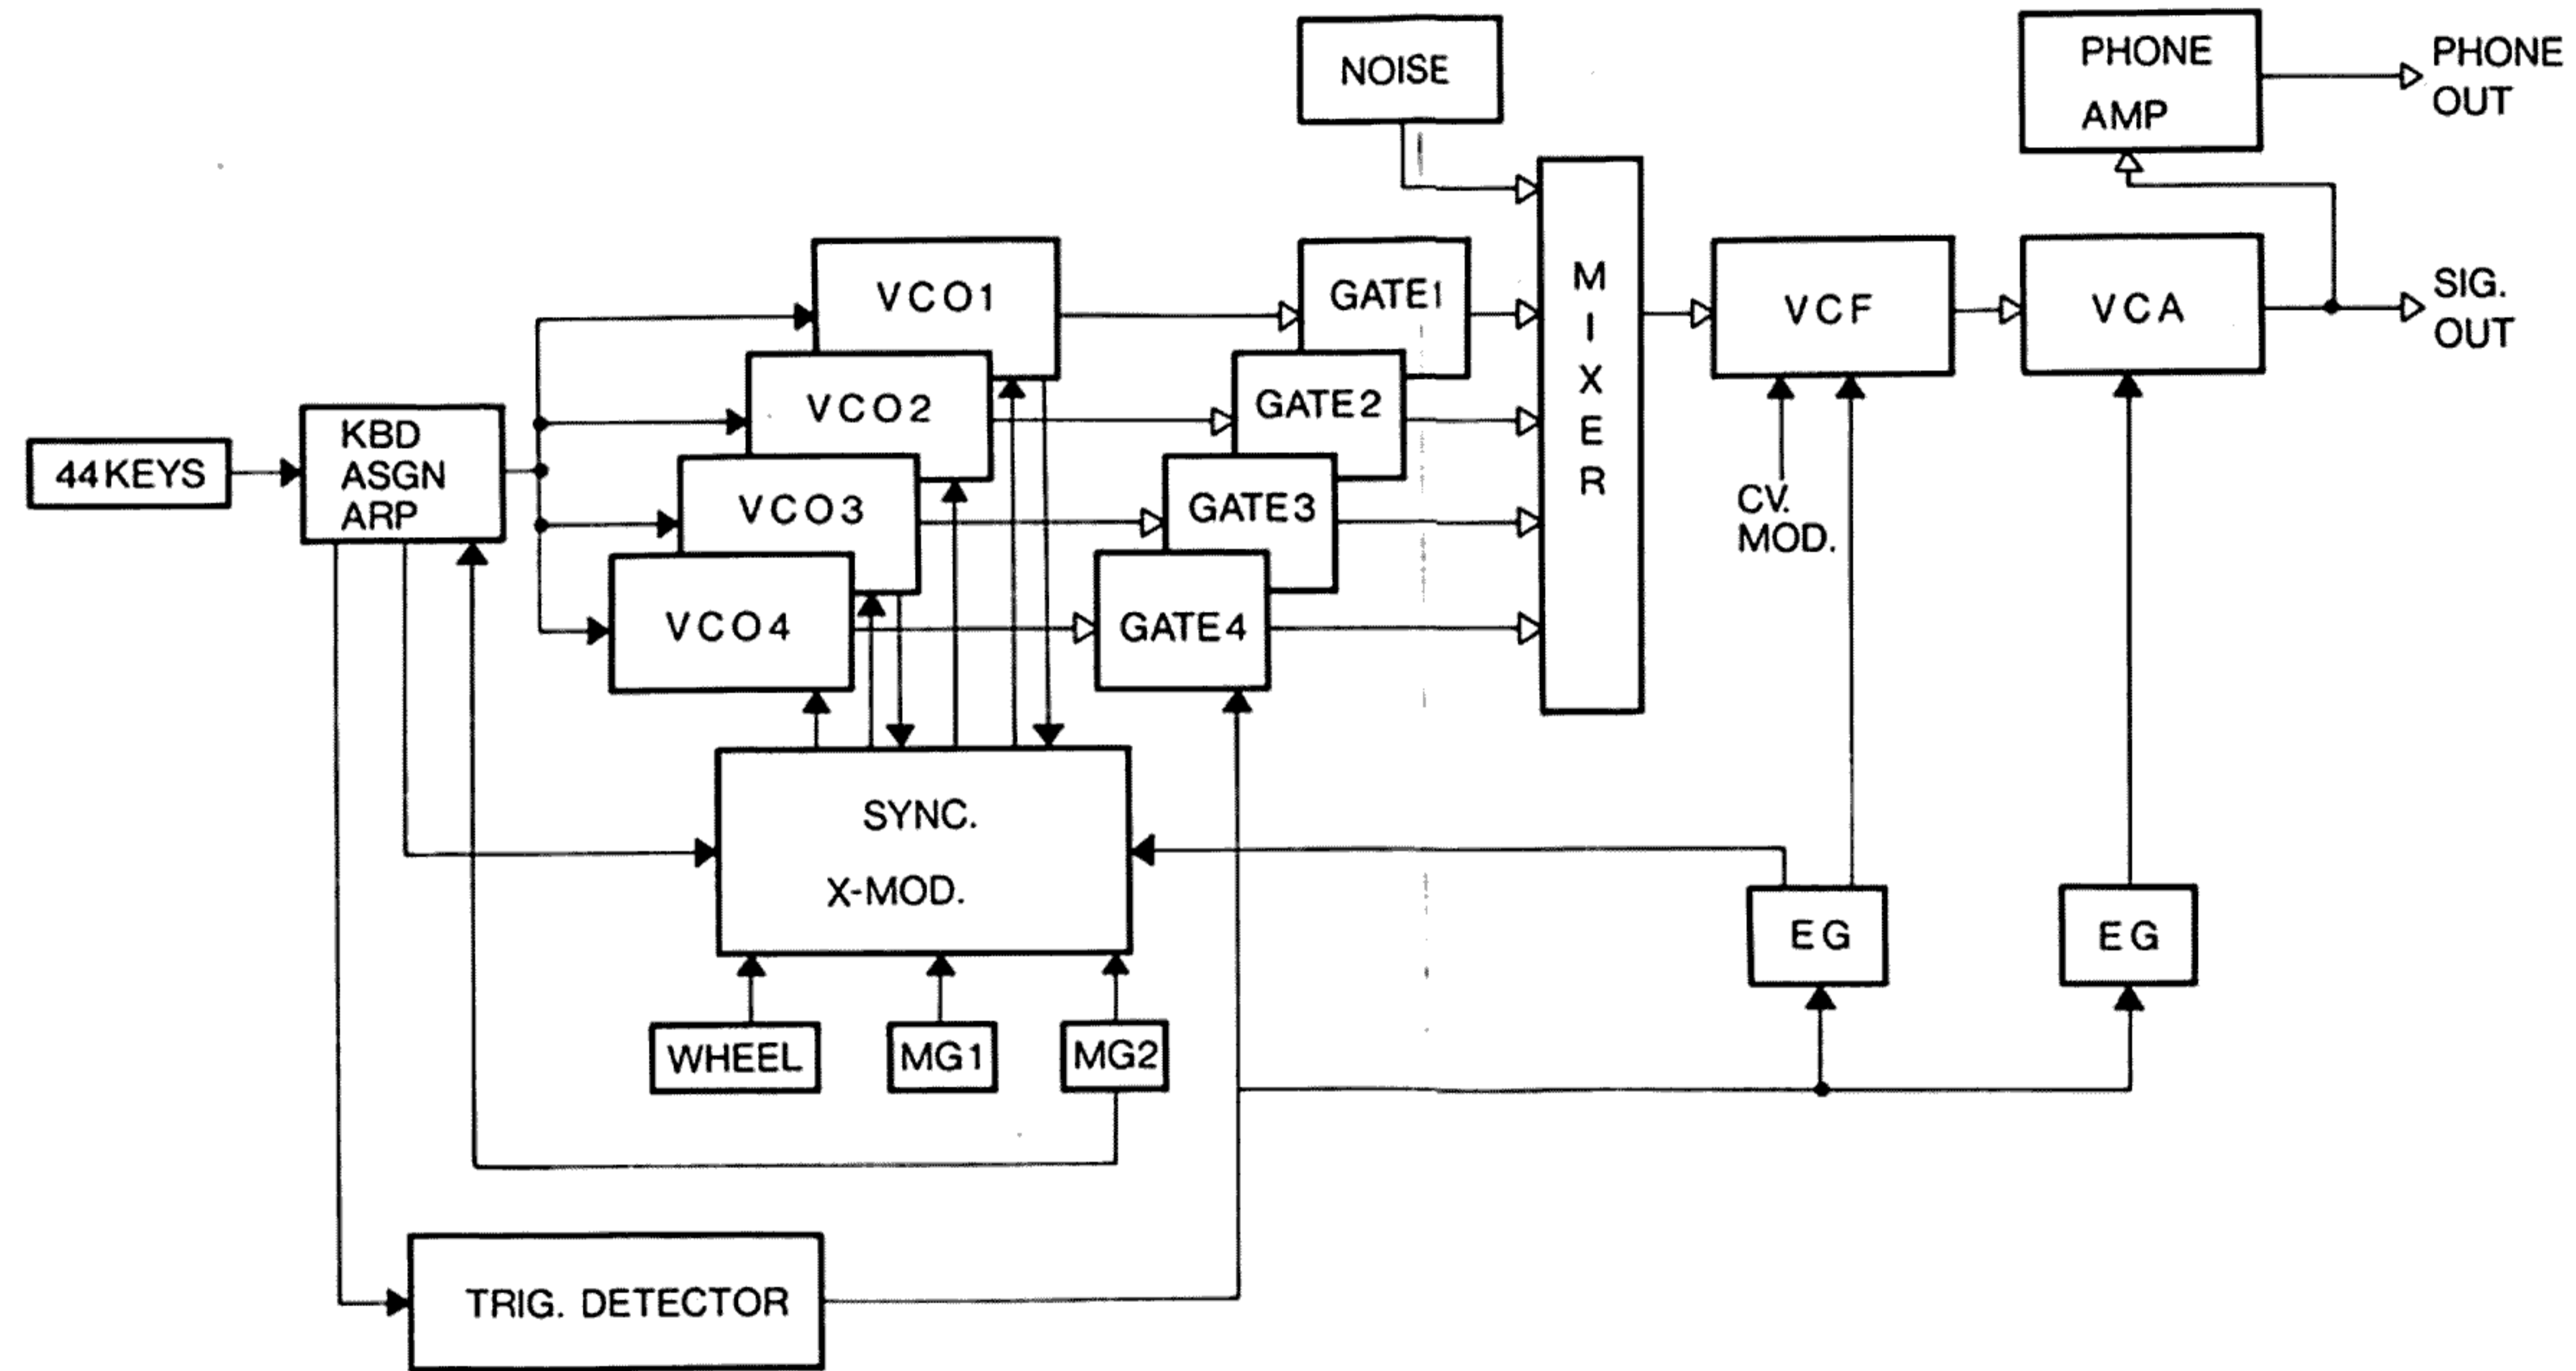 NOISE
PHONE
AMP
PHONE
OUT
VCO1
GATE1
MIXER
VCF
VCA
SIG.
OUT
VCO2
GATE2
44KEYS
KBD
ASGN
ARP
VCO3
GATE3
CV.
MOD.
VCO4
GATE4
SYNC.
X-MOD.
EG
EG
WHEEL
MG1
MG2
TRIG. DETECTOR